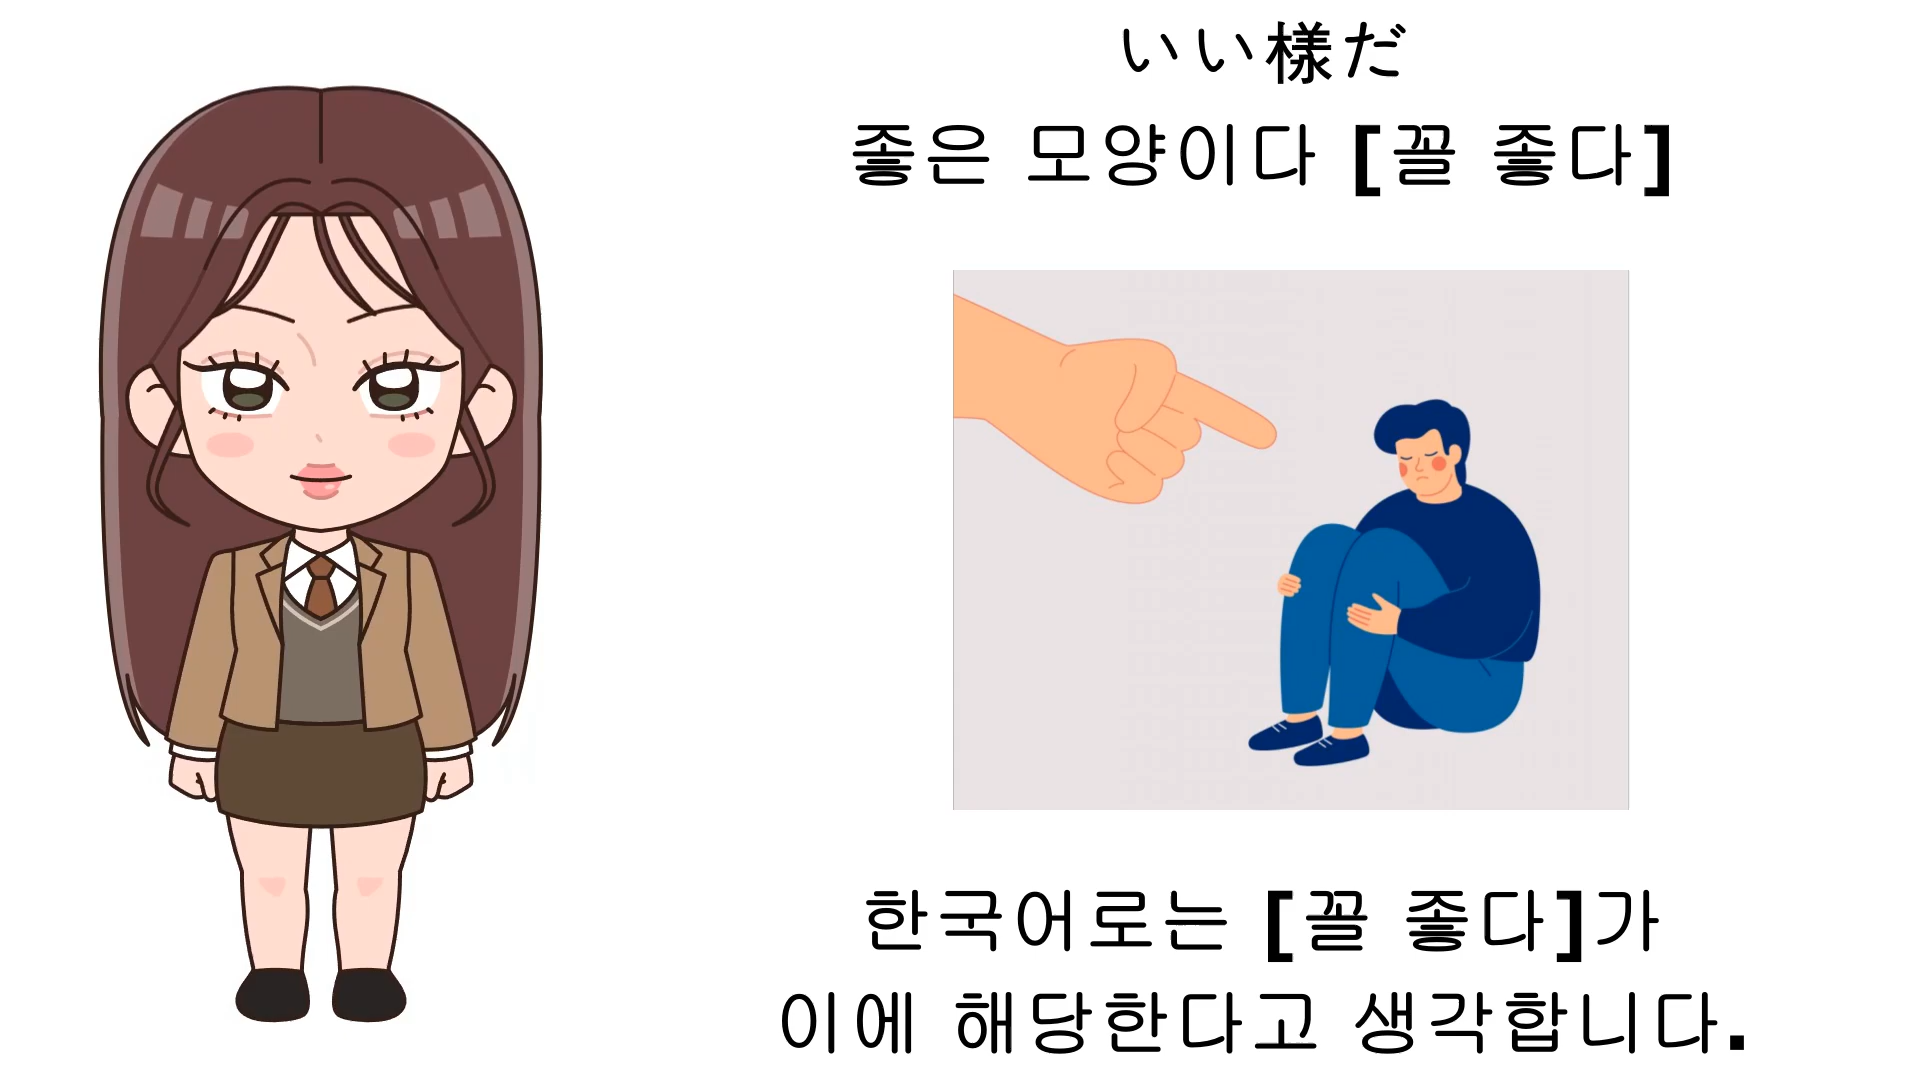 いい様だ
좋은 모양이다 [꼴 좋다]
한국어로는 [꼴 좋다]가
이에 해당한다고 생각합니다.